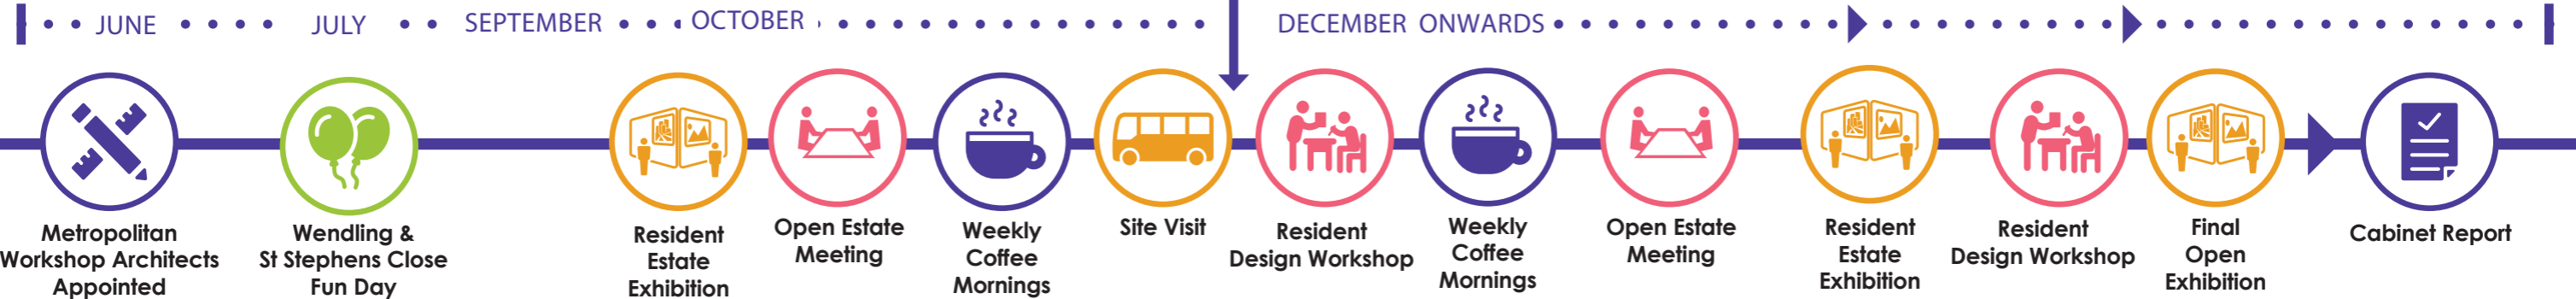 JUNE
JULY
SEPTEMBER
OCTOBER
DECEMBER ONWARDS
Metropolitan
Workshop Architects
Appointed
Wendling &
St Stephens Close
Fun Day
Resident
Estate
Exhibition
Open Estate
Meeting
Weekly
Coffee
Mornings
Site Visit
Resident
Design Workshop
Weekly
Coffee
Mornings
Open Estate
Meeting
Resident
Estate
Exhibition
Resident
Design Workshop
Final
Open
Exhibition
Cabinet Report